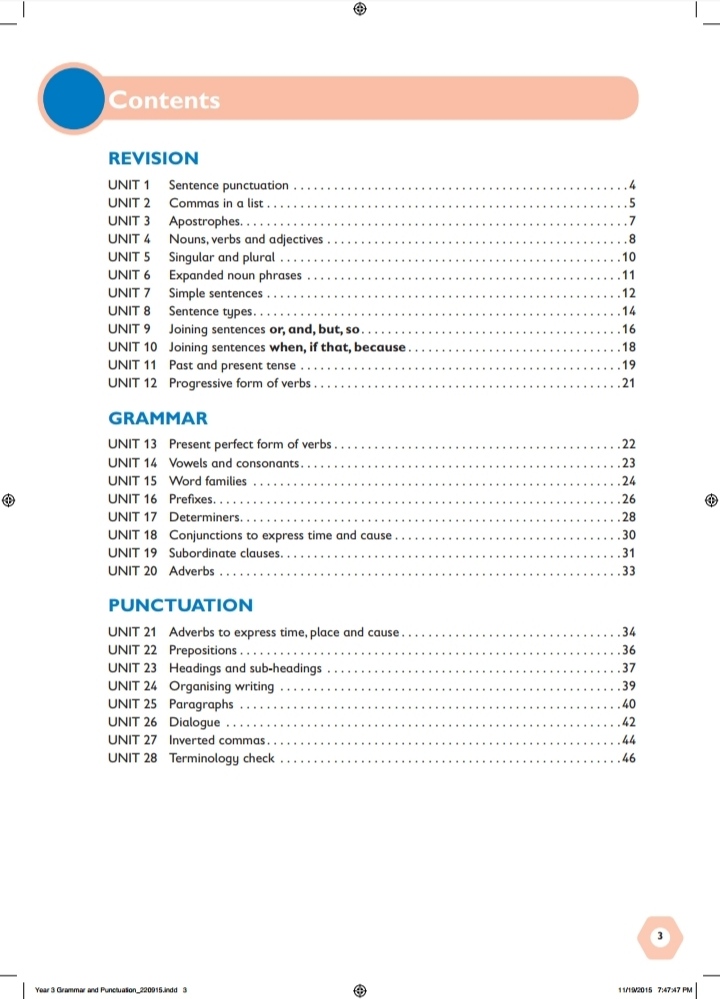 Contents
REVISION
UNIT 1 Sentence punctuation . . . . . . . . . . . . . . . . . . . . . . . . . . . . . . . . . . . . . . . . . . . . . . . . . . 4
UNIT 2 Commas in a list . . . . . . . . . . . . . . . . . . . . . . . . . . . . . . . . . . . . . . . . . . . . . . . . . . . . . . 5
UNIT 3 Apostrophes. . . . . . . . . . . . . . . . . . . . . . . . . . . . . . . . . . . . . . . . . . . . . . . . . . . . . . . . . . 7
UNIT 4 Nouns, verbs and adjectives . . . . . . . . . . . . . . . . . . . . . . . . . . . . . . . . . . . . . . . . . . . . . 8
UNIT 5 Singular and plural . . . . . . . . . . . . . . . . . . . . . . . . . . . . . . . . . . . . . . . . . . . . . . . . . . . 10
UNIT 6 Expanded noun phrases . . . . . . . . . . . . . . . . . . . . . . . . . . . . . . . . . . . . . . . . . . . . . . . 11
UNIT 7 Simple sentences . . . . . . . . . . . . . . . . . . . . . . . . . . . . . . . . . . . . . . . . . . . . . . . . . . . . . 12
UNIT 8 Sentence types. . . . . . . . . . . . . . . . . . . . . . . . . . . . . . . . . . . . . . . . . . . . . . . . . . . . . . . 14
UNIT 9 Joining sentences or, and, but, so. . . . . . . . . . . . . . . . . . . . . . . . . . . . . . . . . . . . . . . 16
UNIT 10 Joining sentences when, if that, because . . . . . . . . . . . . . . . . . . . . . . . . . . . . . . . . 18
UNIT 11 Past and present tense . . . . . . . . . . . . . . . . . . . . . . . . . . . . . . . . . . . . . . . . . . . . . . . . 19
UNIT 12 Progressive form of verbs . . . . . . . . . . . . . . . . . . . . . . . . . . . . . . . . . . . . . . . . . . . . . . 21
GRAMMAR
UNIT 13 Present perfect form of verbs . . . . . . . . . . . . . . . . . . . . . . . . . . . . . . . . . . . . . . . . . . . 22
UNIT 14 Vowels and consonants. . . . . . . . . . . . . . . . . . . . . . . . . . . . . . . . . . . . . . . . . . . . . . . . 23
UNIT 15 Word families . . . . . . . . . . . . . . . . . . . . . . . . . . . . . . . . . . . . . . . . . . . . . . . . . . . . . . . 24
UNIT 16 Prefixes. . . . . . . . . . . . . . . . . . . . . . . . . . . . . . . . . . . . . . . . . . . . . . . . . . . . . . . . . . . . . 26
UNIT 17 Determiners. . . . . . . . . . . . . . . . . . . . . . . . . . . . . . . . . . . . . . . . . . . . . . . . . . . . . . . . . 28
UNIT 18 Conjunctions to express time and cause . . . . . . . . . . . . . . . . . . . . . . . . . . . . . . . . . . 30
UNIT 19 Subordinate clauses. . . . . . . . . . . . . . . . . . . . . . . . . . . . . . . . . . . . . . . . . . . . . . . . . . . 31
UNIT 20 Adverbs . . . . . . . . . . . . . . . . . . . . . . . . . . . . . . . . . . . . . . . . . . . . . . . . . . . . . . . . . . . . 33
PUNCTUATION
UNIT 21 Adverbs to express time, place and cause . . . . . . . . . . . . . . . . . . . . . . . . . . . . . . . . . 34
UNIT 22 Prepositions . . . . . . . . . . . . . . . . . . . . . . . . . . . . . . . . . . . . . . . . . . . . . . . . . . . . . . . . . 36
UNIT 23 Headings and sub-headings . . . . . . . . . . . . . . . . . . . . . . . . . . . . . . . . . . . . . . . . . . . . 37
UNIT 24 Organising writing . . . . . . . . . . . . . . . . . . . . . . . . . . . . . . . . . . . . . . . . . . . . . . . . . . . 39
UNIT 25 Paragraphs . . . . . . . . . . . . . . . . . . . . . . . . . . . . . . . . . . . . . . . . . . . . . . . . . . . . . . . . . 40
UNIT 26 Dialogue . . . . . . . . . . . . . . . . . . . . . . . . . . . . . . . . . . . . . . . . . . . . . . . . . . . . . . . . . . . 42
UNIT 27 Inverted commas. . . . . . . . . . . . . . . . . . . . . . . . . . . . . . . . . . . . . . . . . . . . . . . . . . . . . 44
UNIT 28 Terminology check . . . . . . . . . . . . . . . . . . . . . . . . . . . . . . . . . . . . . . . . . . . . . . . . . . . 46
3
Year 3 Grammar and Punctuation_220915.indd 3
11/19/2015 7:47:47 PM